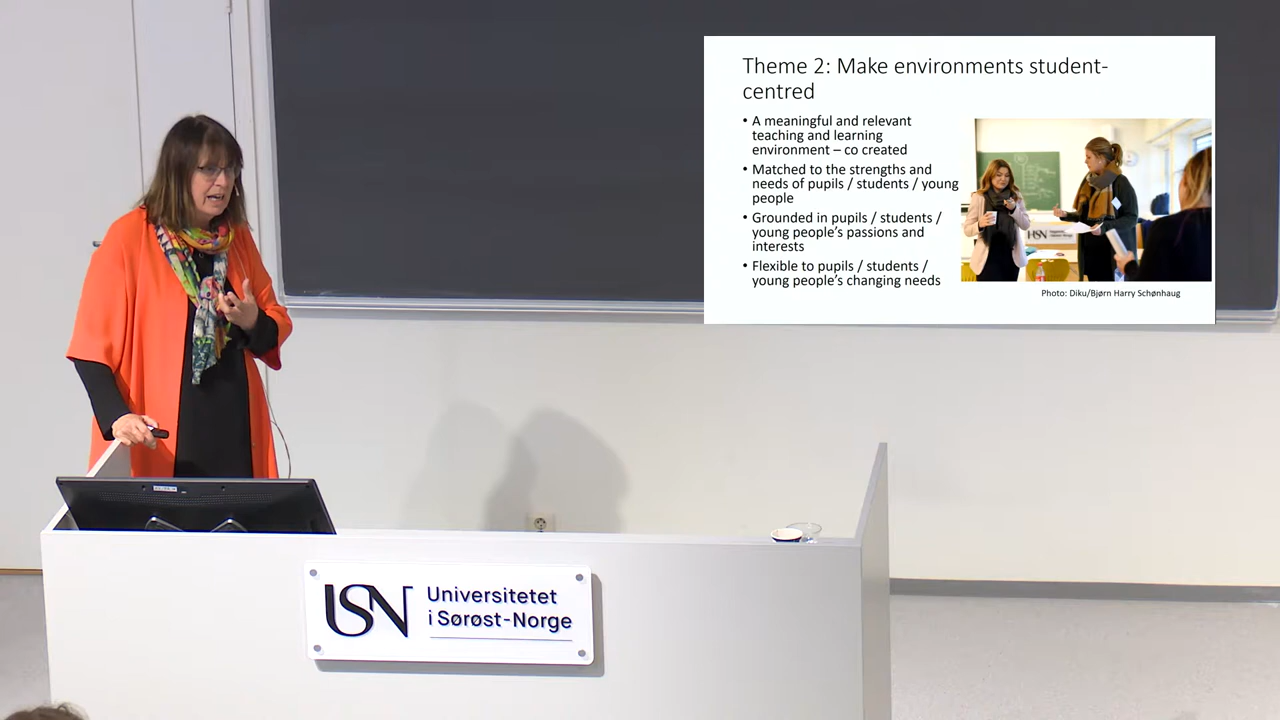 Theme 2: Make environments student-
centred
• A meaningful and relevant
teaching and learning
environment – co created
• Matched to the strengths and
needs of pupils / students / young
people
• Grounded in pupils / students /
young people's passions and
interests
• Flexible to pupils / students /
young people's changing needs
Photo: Diku/Bjørn Harry Schønhaug
USN
Universitetet
i Sørøst-Norge